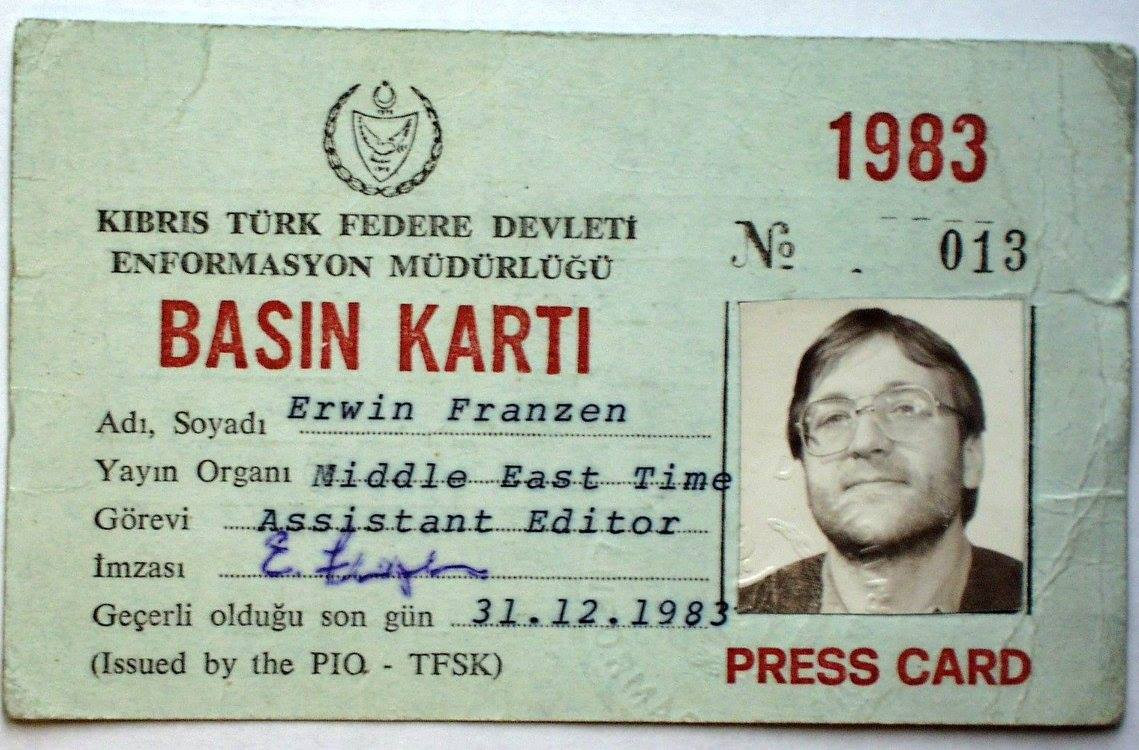 1983
KIBRIS TÜRK FEDERE DEVLETİ
ENFORMASYON MÜDÜRLÜĞÜ
№ 013
BASIN KARTI
Adı, Soyadı Erwin Franzen
Yayın Organı Middle East Time
Görevi Assistant Editor
İmzası
Geçerli olduğu son gün 31.12.1983
(Issued by the PIO - TFSK)
PRESS CARD